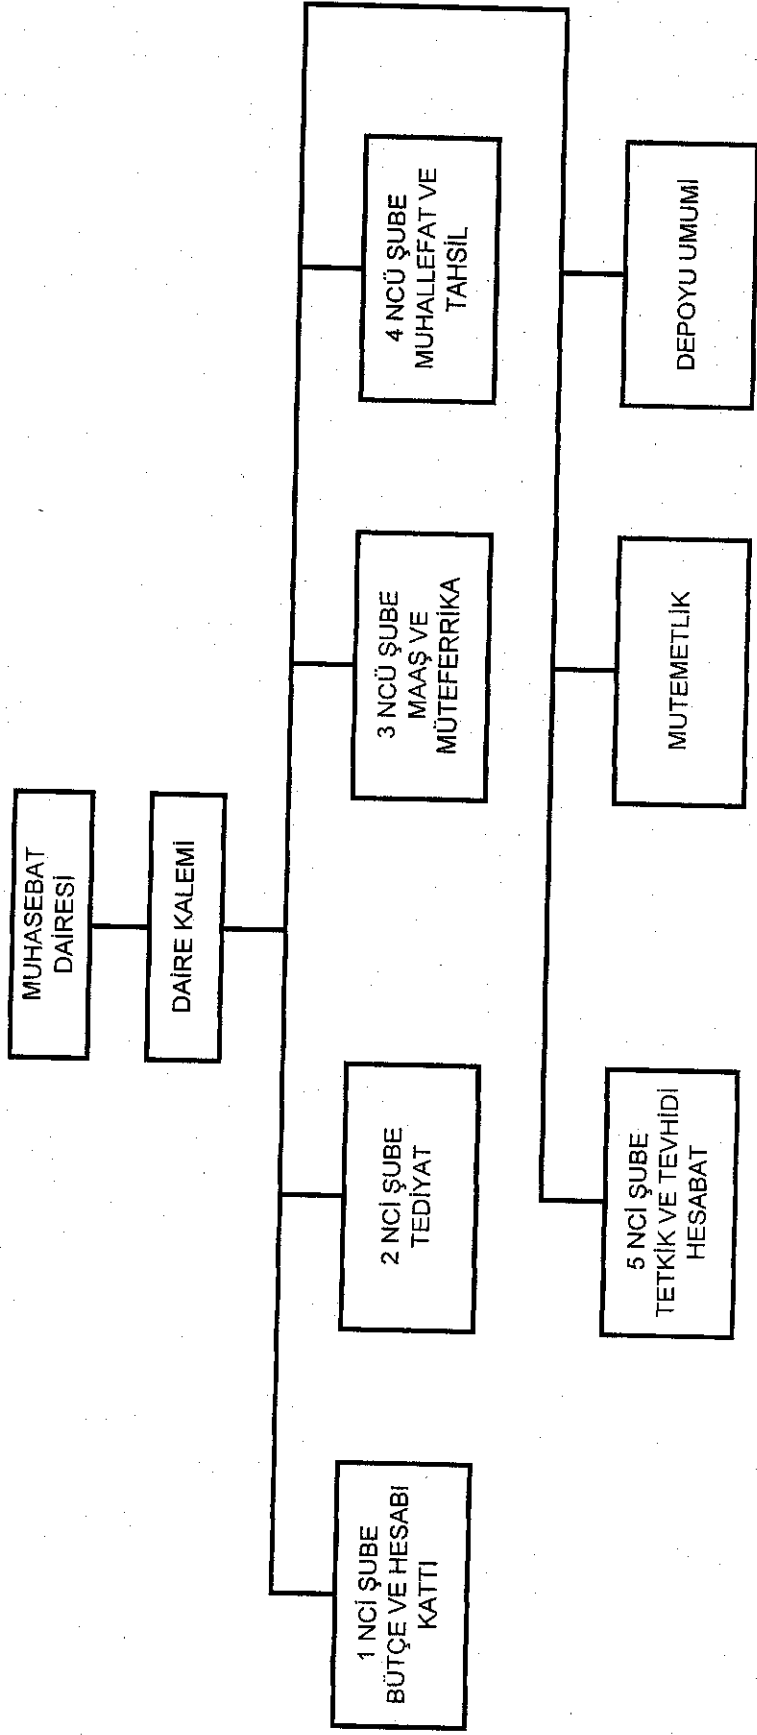 MUHASEBAT
DAİRESİ
DAİRE KALEMİ
1 NCİ ŞUBE
BÜTÇE VE HESABI
KATTI
2 NCİ ŞUBE
TEDİYAT
3 NCÜ ŞUBE
MAAŞ VE
MÜTEFERRİKA
4 NCÜ ŞUBE
MUHALLEFAT VE
TAHSİL
5 NCİ ŞUBE
TETKİK VE TEVHİDİ
HESABAT
MUTEMETLİK
DEPOYU UMUMİ